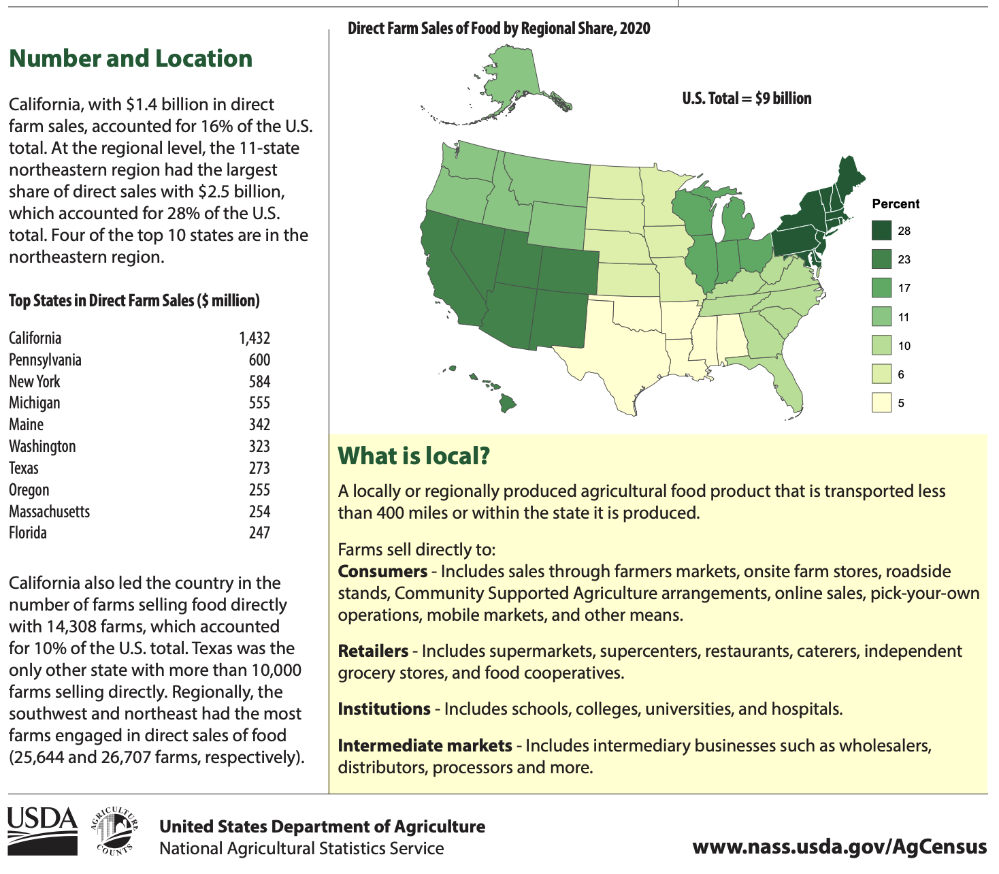 Number and Location
California, with $1.4 billion in direct
farm sales, accounted for 16% of the U.S.
total. At the regional level, the 11-state
northeastern region had the largest
share of direct sales with $2.5 billion,
which accounted for 28% of the U.S.
total. Four of the top 10 states are in the
northeastern region.
Top States in Direct Farm Sales ($ million)
California 1,432
Pennsylvania 600
New York 584
Michigan 555
Maine 342
Washington 323
Texas 273
Oregon 255
Massachusetts 254
Florida 247
California also led the country in the
number of farms selling food directly
with 14,308 farms, which accounted
for 10% of the U.S. total. Texas was the
only other state with more than 10,000
farms selling directly. Regionally, the
southwest and northeast had the most
farms engaged in direct sales of food
(25,644 and 26,707 farms, respectively).
Direct Farm Sales of Food by Regional Share, 2020
U.S. Total = $9 billion
Percent
28
23
17
11
10
6
5
What is local?
A locally or regionally produced agricultural food product that is transported less
than 400 miles or within the state it is produced.
Farms sell directly to:
Consumers - Includes sales through farmers markets, onsite farm stores, roadside
stands, Community Supported Agriculture arrangements, online sales, pick-your-own
operations, mobile markets, and other means.
Retailers - Includes supermarkets, supercenters, restaurants, caterers, independent
grocery stores, and food cooperatives.
Institutions - Includes schools, colleges, universities, and hospitals.
Intermediate markets - Includes intermediary businesses such as wholesalers,
distributors, processors and more.
USDA
AGRICULTURE
COUNTS
United States Department of Agriculture
National Agricultural Statistics Service
www.nass.usda.gov/AgCensus